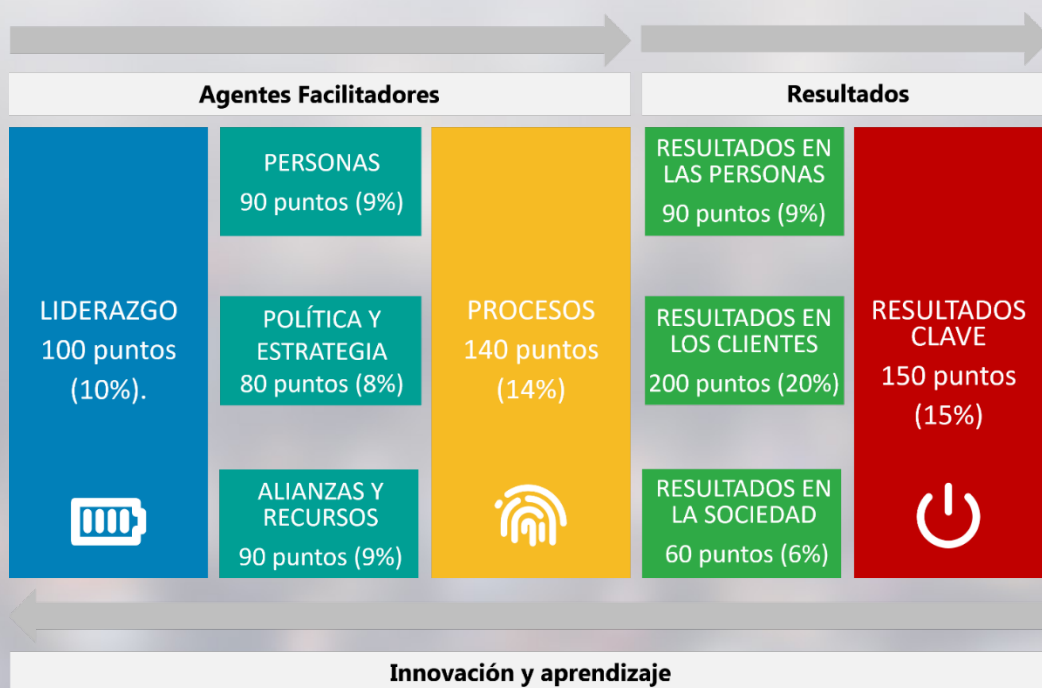 Agentes Facilitadores
Resultados
LIDERAZGO
100 puntos
(10%).
PERSONAS
90 puntos (9%)
POLÍTICA Y
ESTRATEGIA
80 puntos (8%)
ALIANZAS Y
RECURSOS
90 puntos (9%)
PROCESOS
140 puntos
(14%)
RESULTADOS EN
LAS PERSONAS
90 puntos (9%)
RESULTADOS EN
LOS CLIENTES
200 puntos (20%)
RESULTADOS EN
LA SOCIEDAD
60 puntos (6%)
RESULTADOS
CLAVE
150 puntos
(15%)
Innovación y aprendizaje